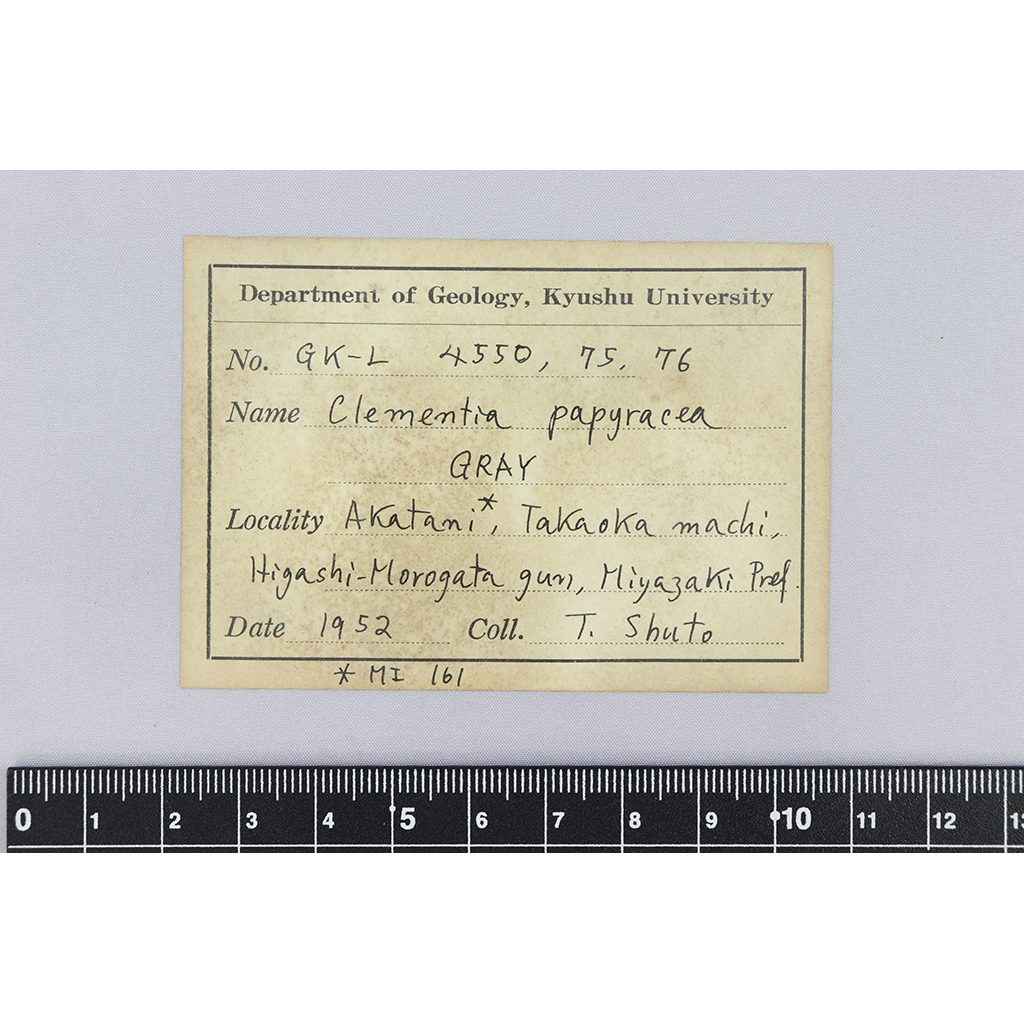 Department of Geology, Kyushu University
No. GK-L 4550, 75, 76
Name Clementia papyracea
GRAY
Locality Akatani*, Takaoka machi,
Higashi-Morogata gun, Miyazaki Pref.
Date 1952 Coll. T. Shuto
* MI 161
0 1 2 3 4 5 6 7 8 9 10 11 12 13